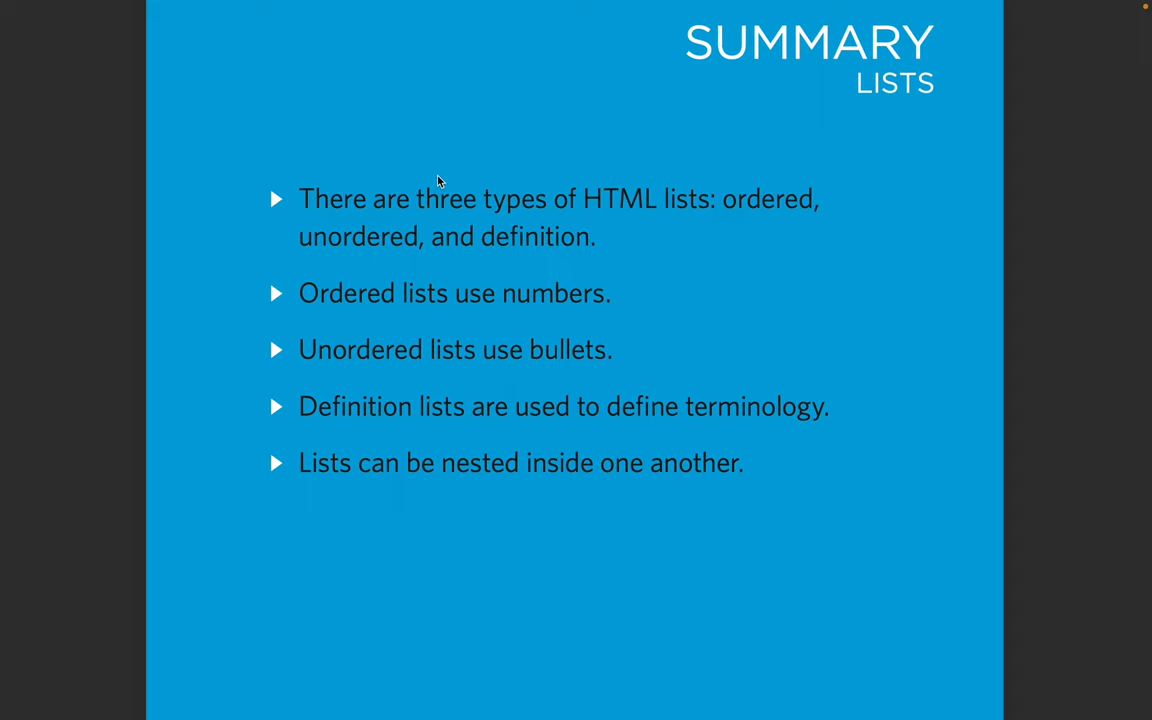 SUMMARY
LISTS
There are three types of HTML lists: ordered,
unordered, and definition.
Ordered lists use numbers.
Unordered lists use bullets.
Definition lists are used to define terminology.
Lists can be nested inside one another.